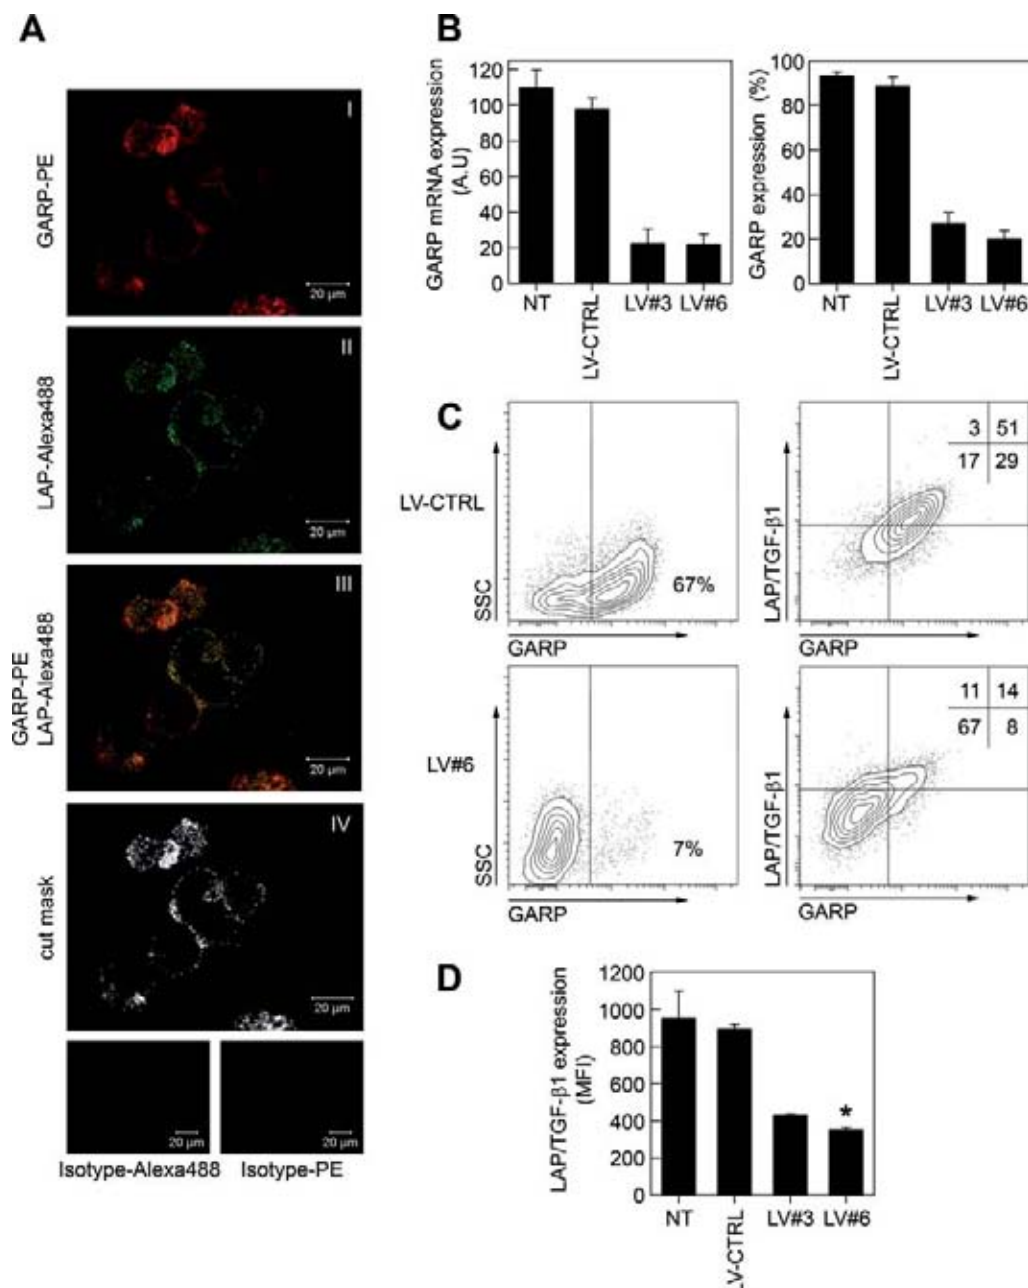 A
GARP-PE
I
20 µm
LAP-Alexa488
II
20 µm
GARP-PE
LAP-Alexa488
III
20 µm
cut mask
IV
20 µm
20 µm
20 µm
Isotype-Alexa488
Isotype-PE
B
GARP mRNA expression
(A.U)
120
100
80
60
40
20
0
NT
LV-CTRL
LV#3
LV#6
GARP expression (%)
100
80
60
40
20
0
NT
LV-CTRL
LV#3
LV#6
C
LV-CTRL
SSC
67%
GARP
LAP/TGF-β1
3 51
17 29
GARP
LV#6
SSC
7%
GARP
LAP/TGF-β1
11 14
67 8
GARP
D
LAP/TGF-β1 expression
(MFI)
1200
1000
800
600
400
200
0
*
NT
LV-CTRL
LV#3
LV#6